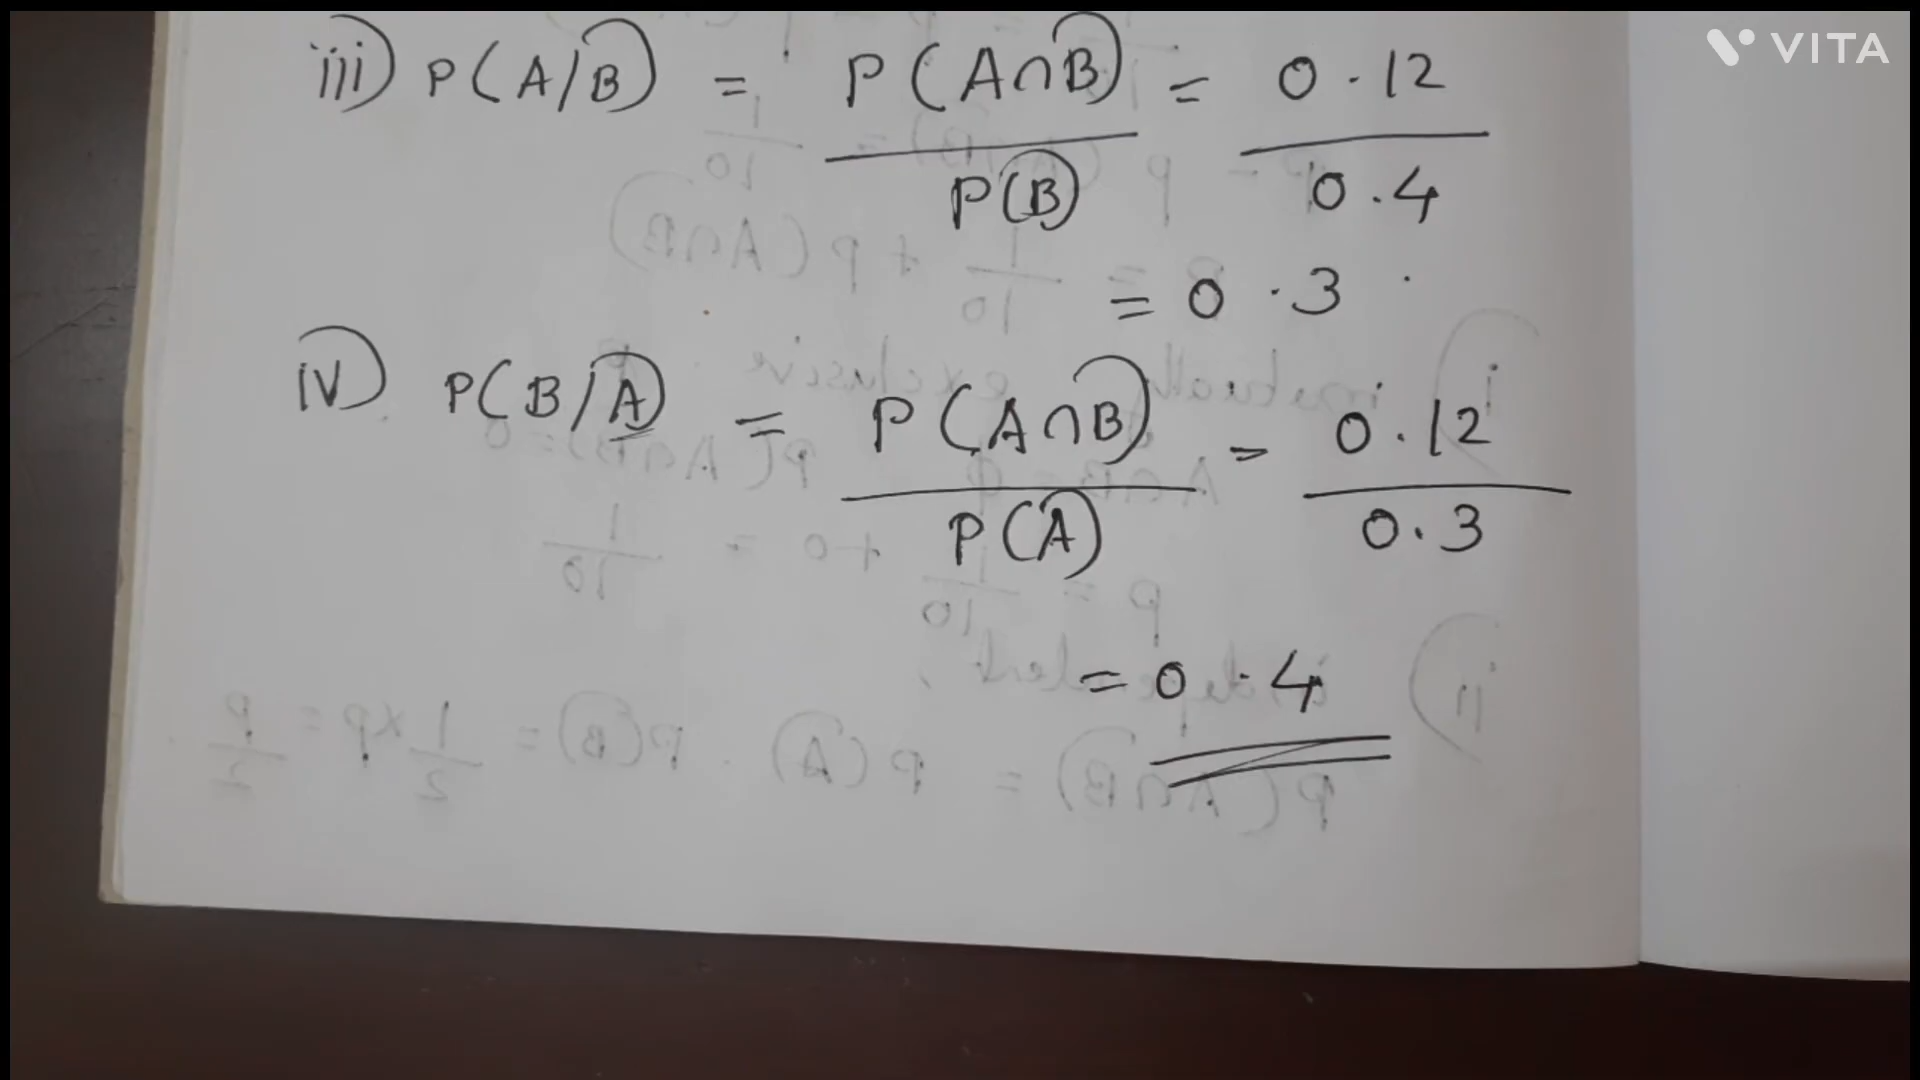 VITA
iii) P(A/B) = P(A∩B) / P(B) = 0.12 / 0.4
= 0.3
iv) P(B/A) = P(A∩B) / P(A) = 0.12 / 0.3
= 0.4